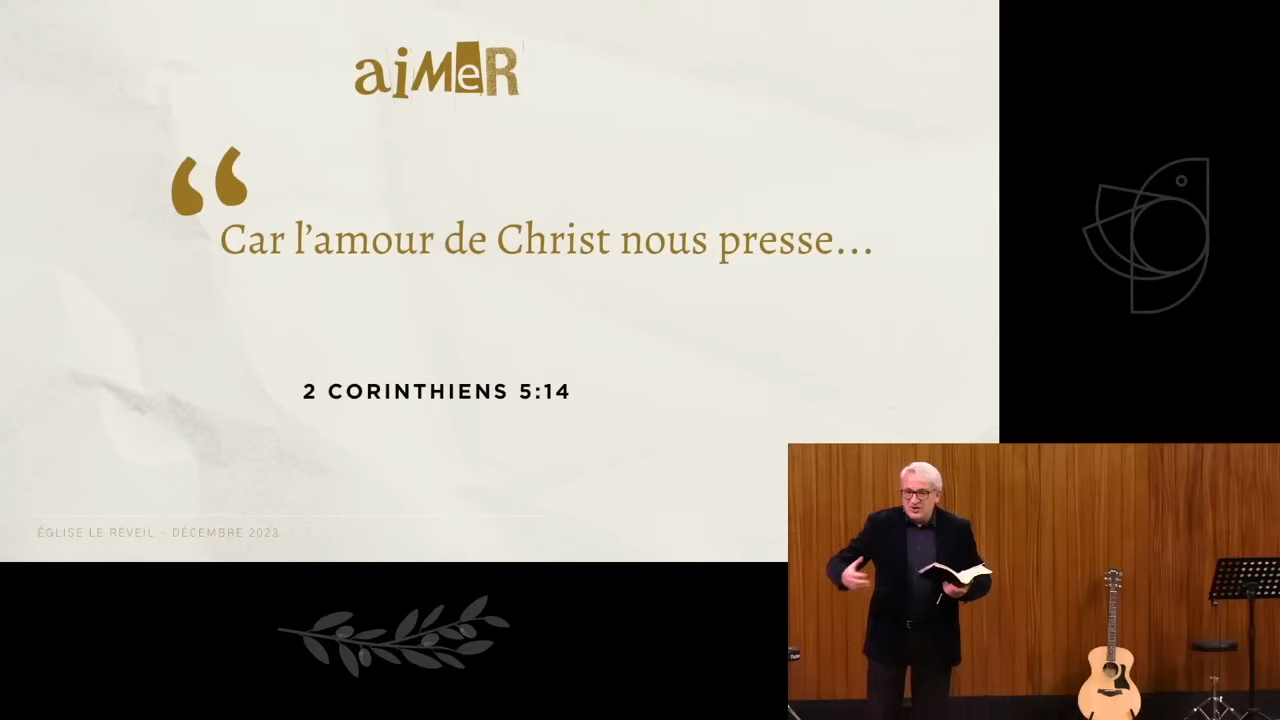 aiMeR
“
Car l’amour de Christ nous presse...
2 CORINTHIENS 5:14
ÉGLISE LE RÉVEIL - DÉCEMBRE 2023